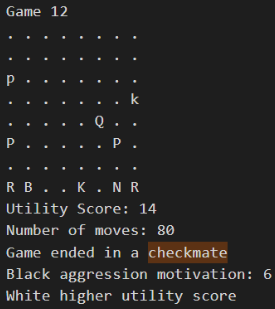 Game 12
. . . . . . . .
. . . . . . . .
p . . . . . . .
. . . . . . . k
. . . . . Q . .
P . . . . . P .
. . . . . . . .
R B . . K . N R
Utility Score: 14
Number of moves: 80
Game ended in a checkmate
Black aggression motivation: 6
White higher utility score